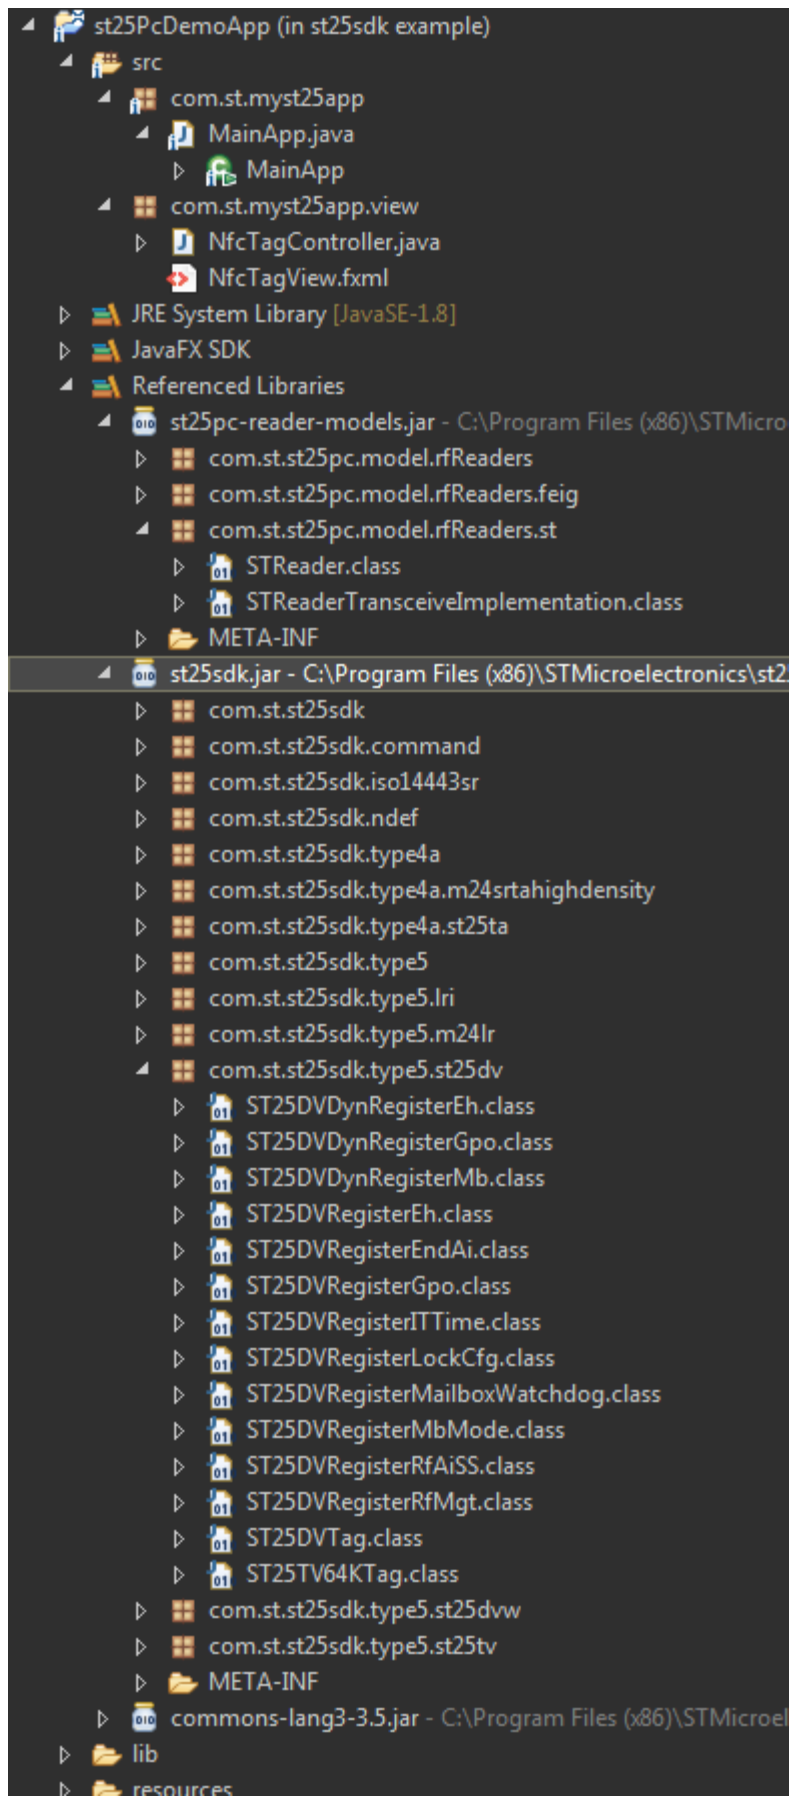 st25PcDemoApp (in st25sdk example)
src
com.st.myst25app
MainApp.java
MainApp
com.st.myst25app.view
NfcTagController.java
NfcTagView.fxml
JRE System Library [JavaSE-1.8]
JavaFX SDK
Referenced Libraries
st25pc-reader-models.jar - C:\Program Files (x86)\STMicro
com.st.st25pc.model.rfReaders
com.st.st25pc.model.rfReaders.feig
com.st.st25pc.model.rfReaders.st
STReader.class
STReaderTransceiveImplementation.class
META-INF
st25sdk.jar - C:\Program Files (x86)\STMicroelectronics\st2
com.st.st25sdk
com.st.st25sdk.command
com.st.st25sdk.iso14443sr
com.st.st25sdk.ndef
com.st.st25sdk.type4a
com.st.st25sdk.type4a.m24srtahighdensity
com.st.st25sdk.type4a.st25ta
com.st.st25sdk.type5
com.st.st25sdk.type5.lri
com.st.st25sdk.type5.m24lr
com.st.st25sdk.type5.st25dv
ST25DVDynRegisterEh.class
ST25DVDynRegisterGpo.class
ST25DVDynRegisterMb.class
ST25DVRegisterEh.class
ST25DVRegisterEndAi.class
ST25DVRegisterGpo.class
ST25DVRegisterITTime.class
ST25DVRegisterLockCfg.class
ST25DVRegisterMailboxWatchdog.class
ST25DVRegisterMbMode.class
ST25DVRegisterRfAiSS.class
ST25DVRegisterRfMgt.class
ST25DVTag.class
ST25TV64KTag.class
com.st.st25sdk.type5.st25dvw
com.st.st25sdk.type5.st25tv
META-INF
commons-lang3-3.5.jar - C:\Program Files (x86)\STMicroel
lib
resources